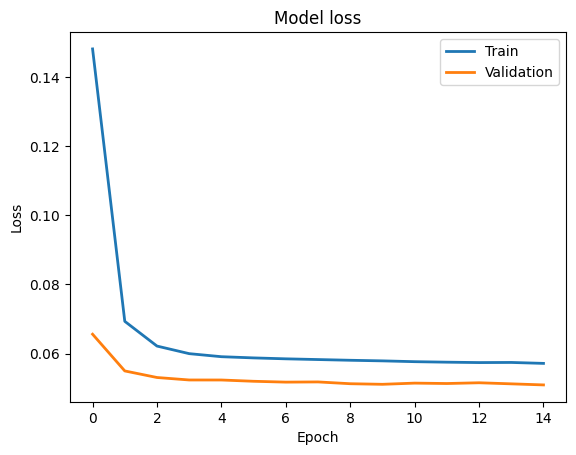 Model loss
Train
Validation
0.14
0.12
0.10
0.08
0.06
Loss
0 2 4 6 8 10 12 14
Epoch